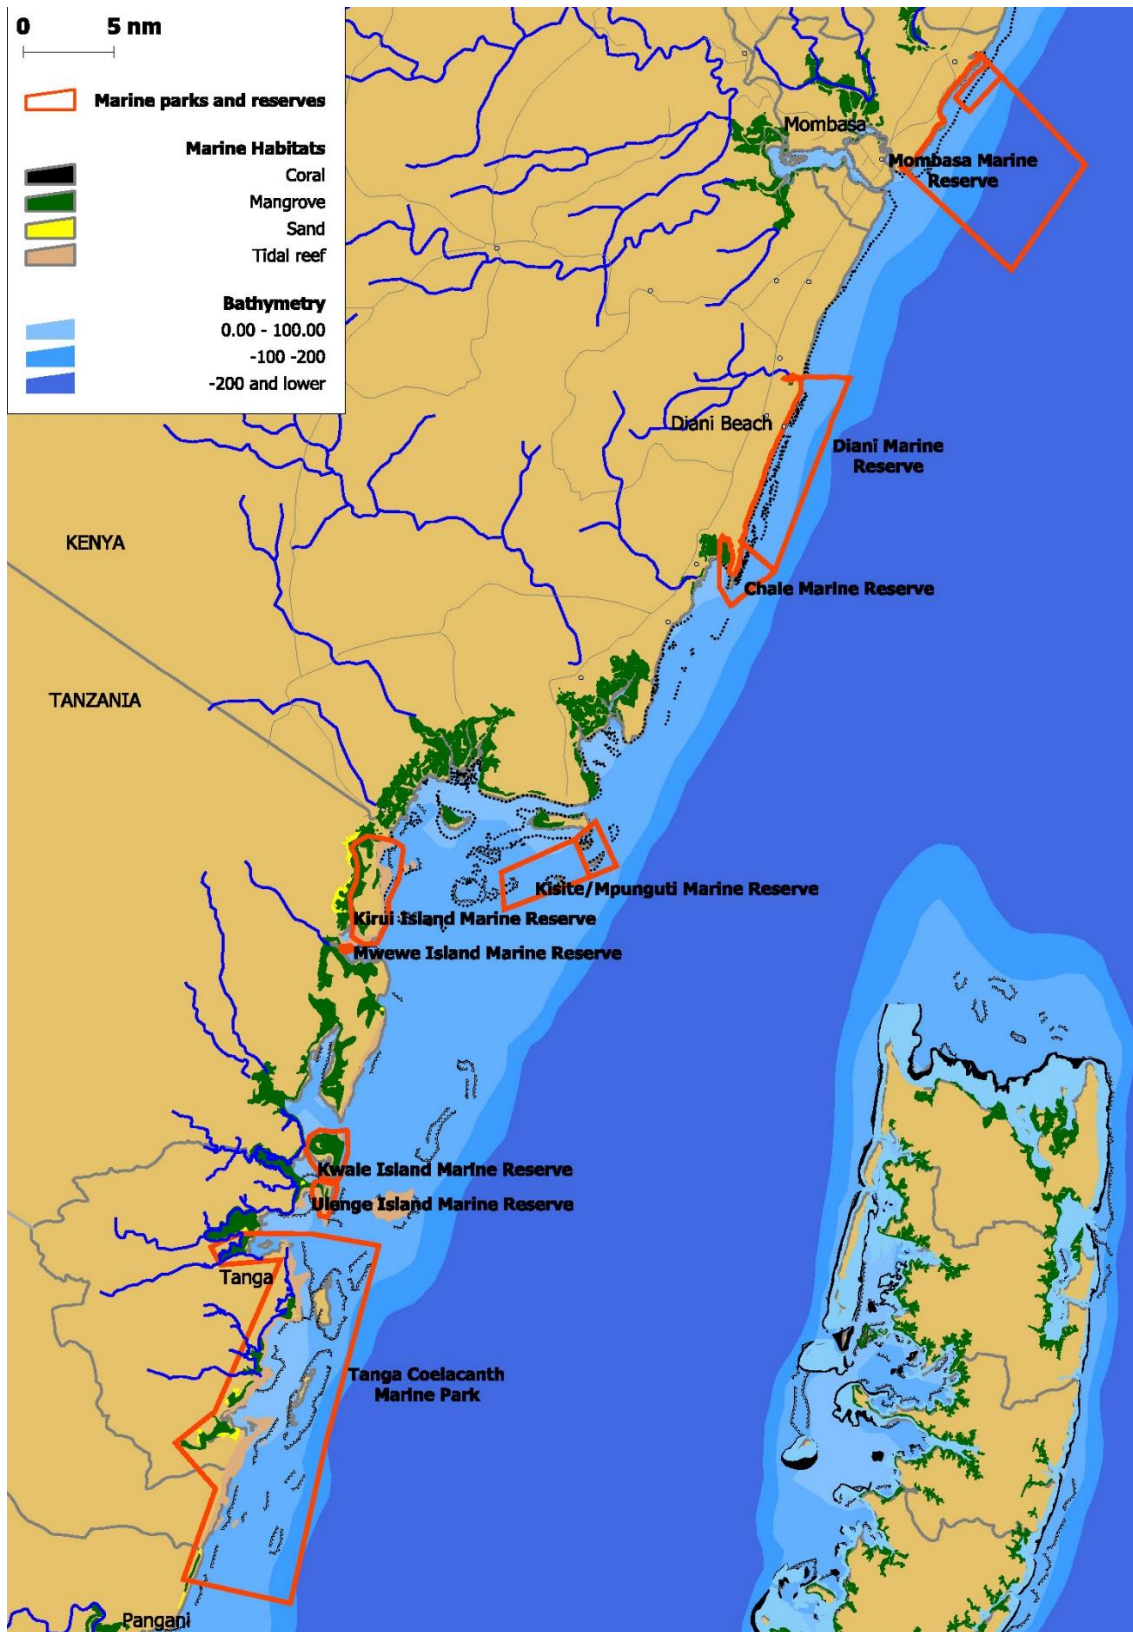 0 5 nm
Marine parks and reserves
Marine Habitats
Coral
Mangrove
Sand
Tidal reef
Bathymetry
0.00 - 100.00
-100 -200
-200 and lower
Mombasa
Mombasa Marine
Reserve
Diani Beach
Diani Marine
Reserve
KENYA
Chale Marine Reserve
TANZANIA
Kisite/Mpunguti Marine Reserve
Kirui Island Marine Reserve
Mwewe Island Marine Reserve
Kwale Island Marine Reserve
Ulenge Island Marine Reserve
Tanga
Tanga Coelacanth
Marine Park
Pangani